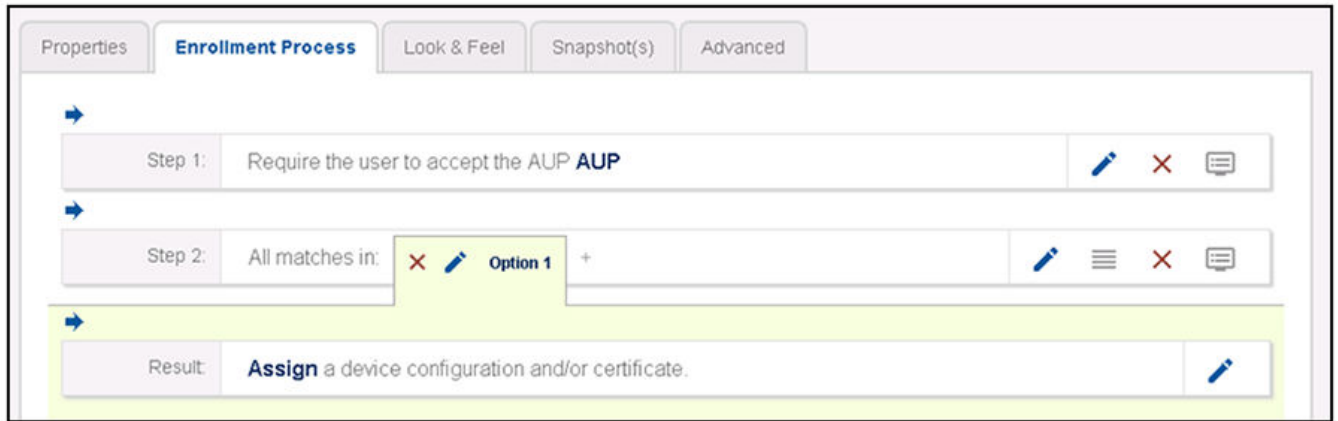 Properties Enrollment Process Look & Feel Snapshot(s) Advanced
Step 1: Require the user to accept the AUP AUP
Step 2: All matches in: Option 1 +
Result: Assign a device configuration and/or certificate.